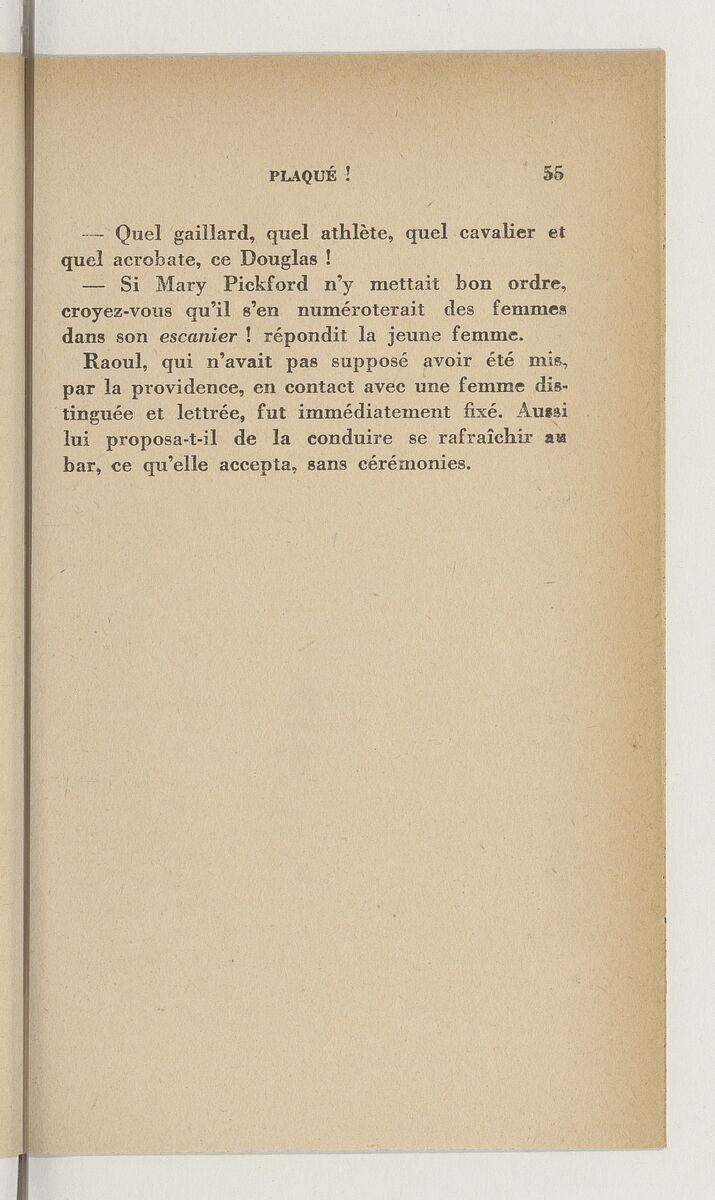 PLAQUÉ ! 55
— Quel gaillard, quel athlète, quel cavalier et
quel acrobate, ce Douglas !
— Si Mary Pickford n'y mettait bon ordre,
croyez-vous qu'il s'en numéroterait des femmes
dans son escanier ! répondit la jeune femme.
Raoul, qui n'avait pas supposé avoir été mis,
par la providence, en contact avec une femme dis-
tinguée et lettrée, fut immédiatement fixé. Aussi
lui proposa-t-il de la conduire se rafraîchir au
bar, ce qu'elle accepta, sans cérémonies.